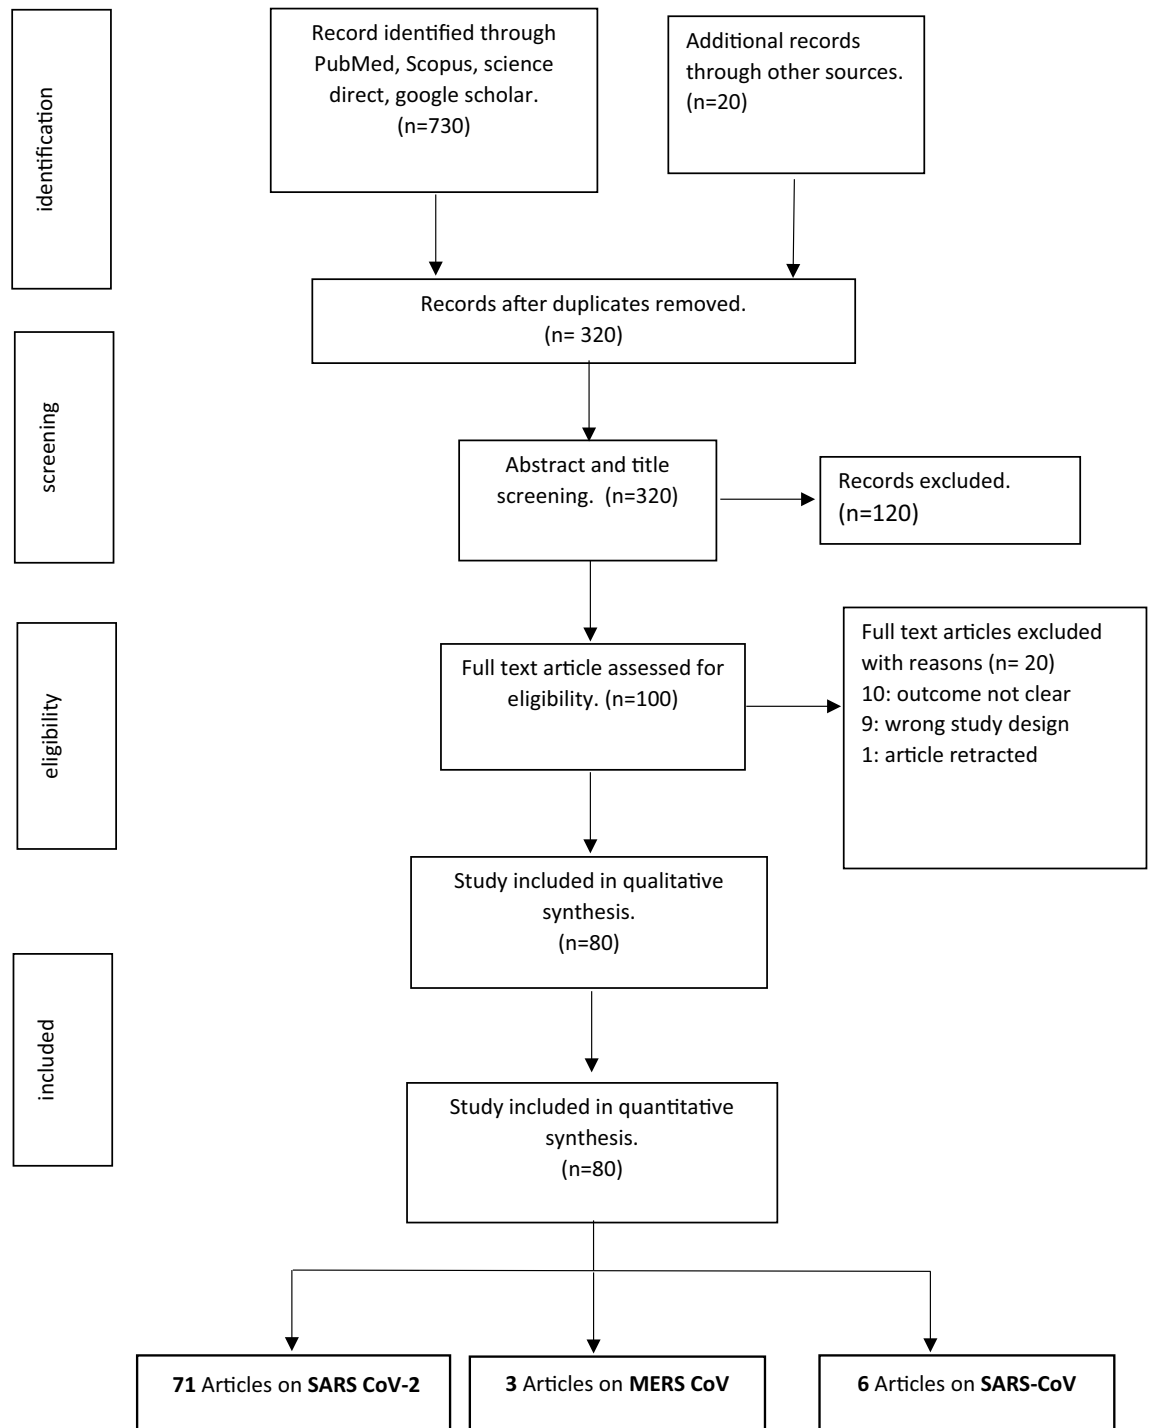 identification
Record identified through
PubMed, Scopus, science
direct, google scholar.
(n=730)
Additional records
through other sources.
(n=20)
Records after duplicates removed.
(n= 320)
screening
Abstract and title
screening.  (n=320)
Records excluded.
(n=120)
eligibility
Full text article assessed for
eligibility. (n=100)
Full text articles excluded
with reasons (n= 20)
10: outcome not clear
9: wrong study design
1: article retracted
Study included in qualitative
synthesis.
(n=80)
included
Study included in quantitative
synthesis.
(n=80)
71 Articles on SARS CoV-2
3 Articles on MERS CoV
6 Articles on SARS-CoV